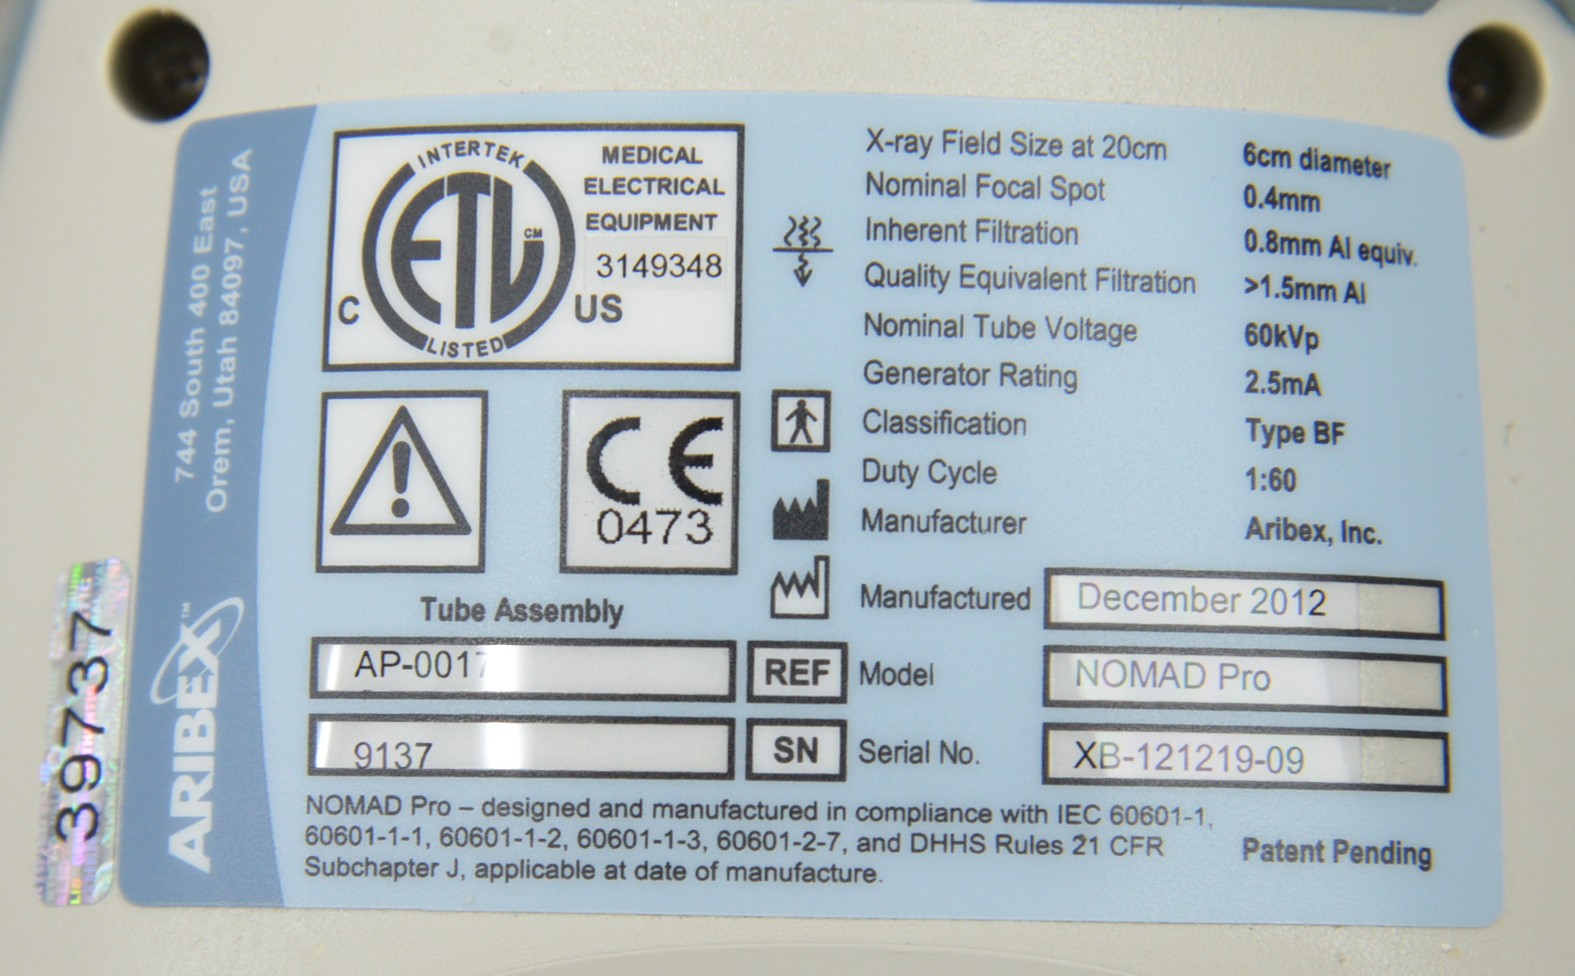 744 South 400 East
Orem, Utah 84097, USA
ARIBEX™
39737
INTERTEK
ETL CM
LISTED
C US
MEDICAL
ELECTRICAL
EQUIPMENT
3149348
CE
0473
Tube Assembly
AP-0017
9137
X-ray Field Size at 20cm 6cm diameter
Nominal Focal Spot 0.4mm
Inherent Filtration 0.8mm Al equiv.
Quality Equivalent Filtration >1.5mm Al
Nominal Tube Voltage 60kVp
Generator Rating 2.5mA
Classification Type BF
Duty Cycle 1:60
Manufacturer Aribex, Inc.
Manufactured December 2012
REF Model NOMAD Pro
SN Serial No. XB-121219-09
NOMAD Pro – designed and manufactured in compliance with IEC 60601-1,
60601-1-1, 60601-1-2, 60601-1-3, 60601-2-7, and DHHS Rules 21 CFR
Subchapter J, applicable at date of manufacture.
Patent Pending